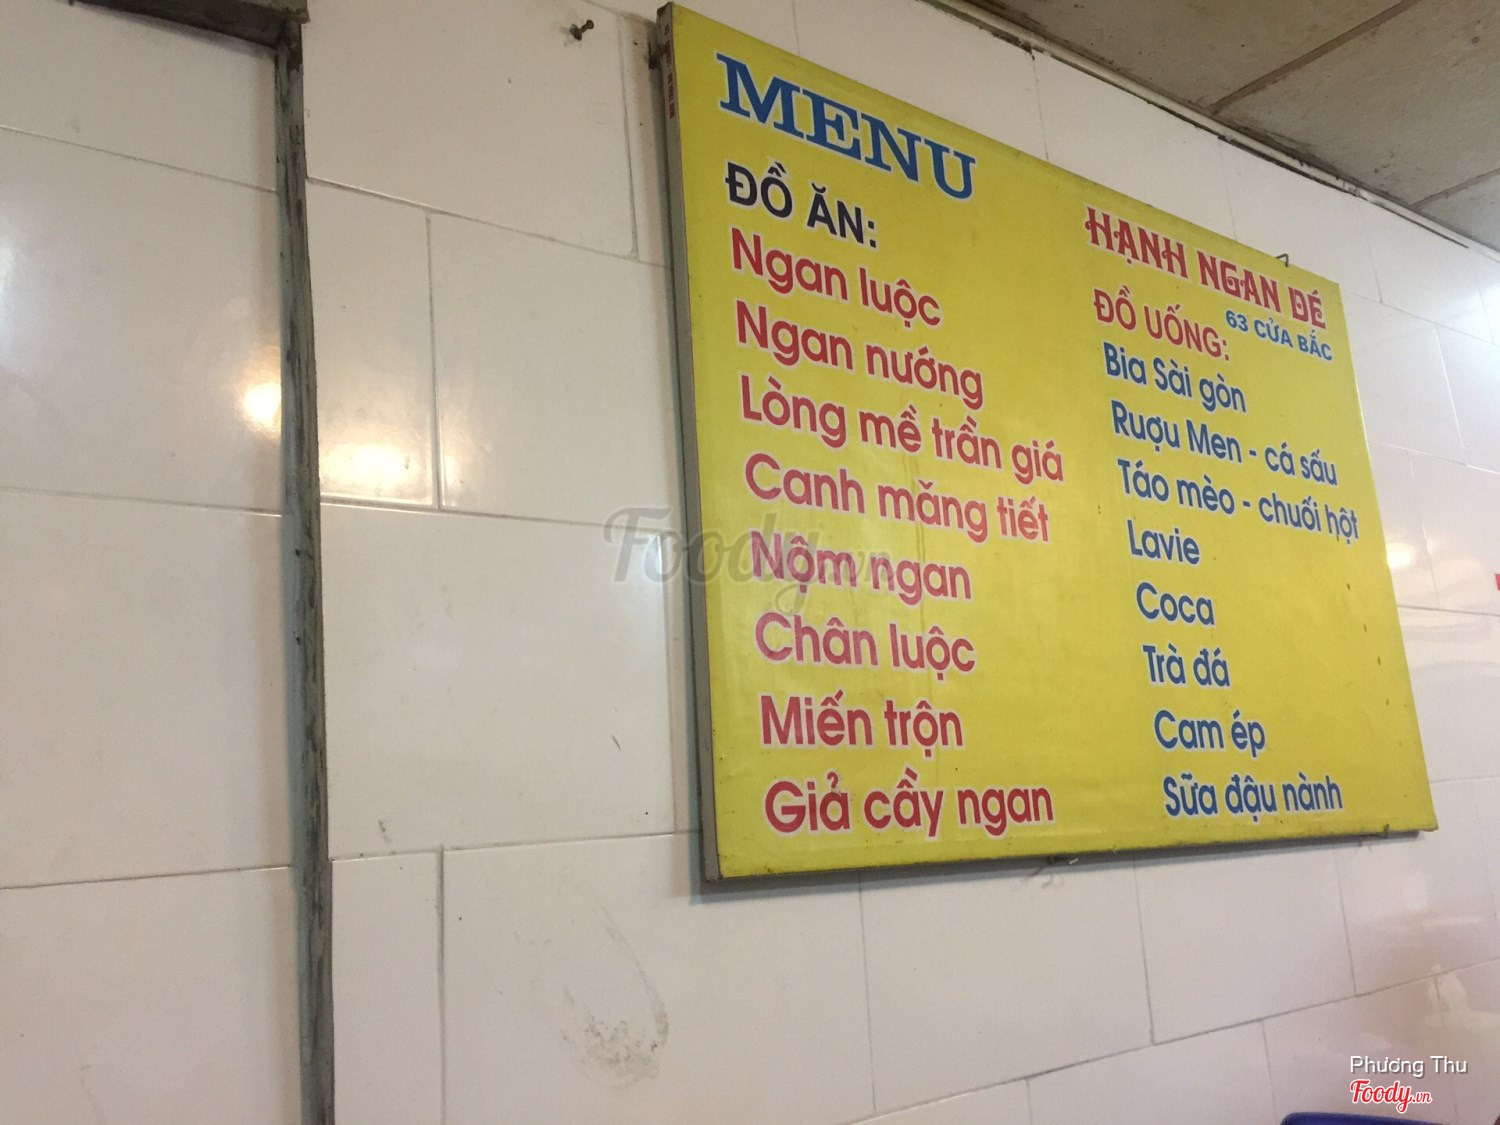 MENU
ĐỒ ĂN:
Ngan luộc
Ngan nướng
Lòng mề trần giá
Canh măng tiết
Nộm ngan
Chân luộc
Miến trộn
Giả cầy ngan
HẠNH NGAN DÉ
63 CỬA BẮC
ĐỒ UỐNG:
Bia Sài gòn
Rượu Men - cá sấu
Táo mèo - chuối hột
Lavie
Coca
Trà đá
Cam ép
Sữa đậu nành
Foody.vn
Phương Thu
Foody.vn